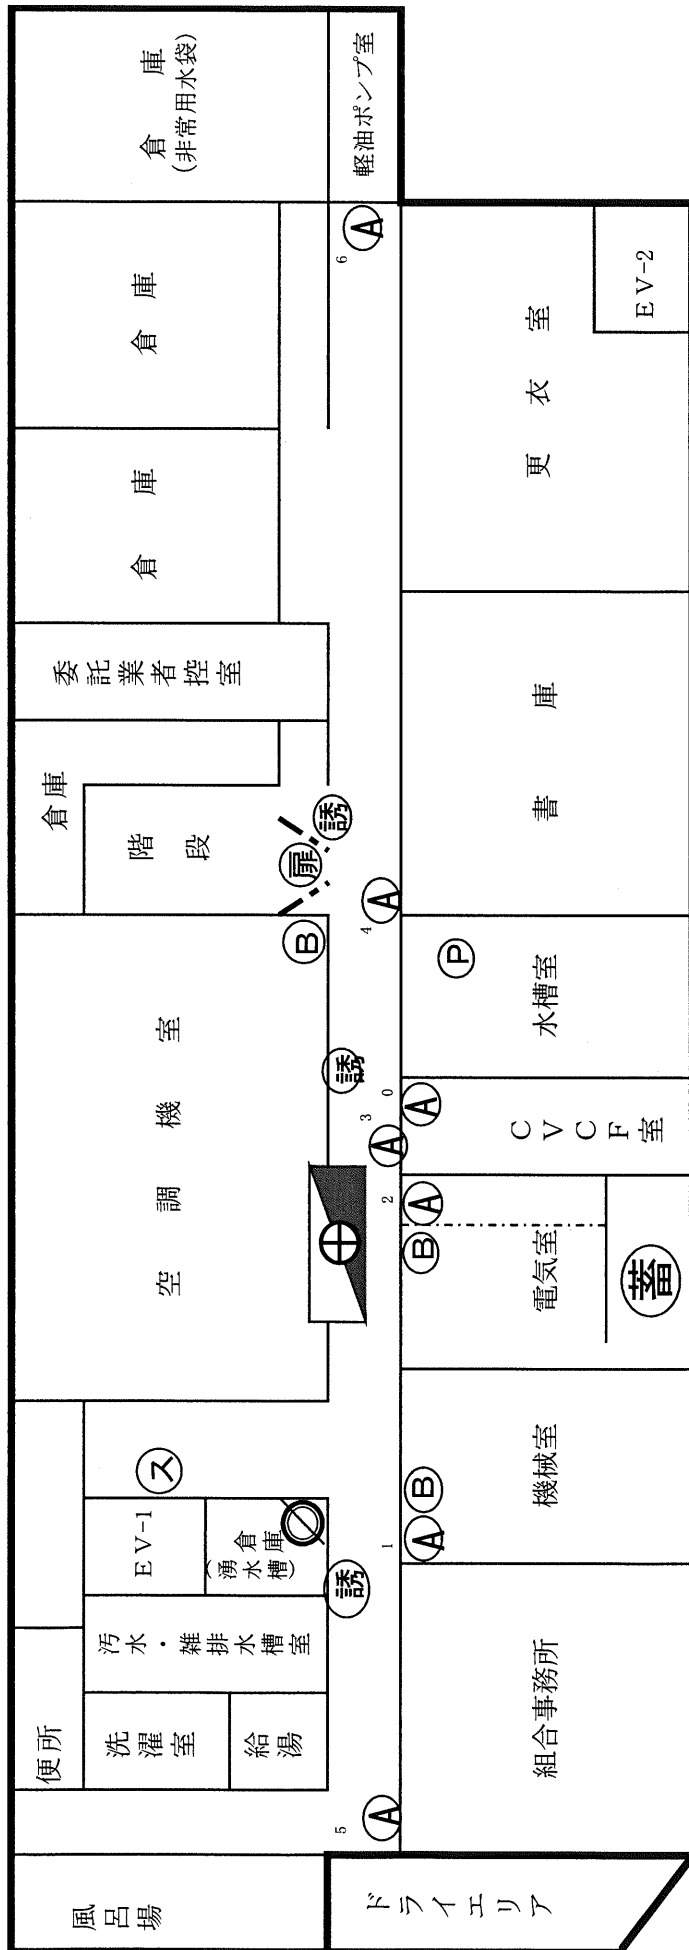 風呂場
便所
洗濯室
給湯
汚水・雑排水槽室
EV-1
倉庫
(湧水槽)
ス
誘
空調機室
誘
B
倉庫
階段
扉
誘
委託業者控室
倉庫
倉庫
倉庫
(非常用水袋)
軽油ポンプ室
5
A
1
2
3
A
0
4
A
6
A
ドライエリア
組合事務所
A
B
機械室
B
A
電気室
蓄
A
CVCF室
P
水槽室
書庫
更衣室
EV-2